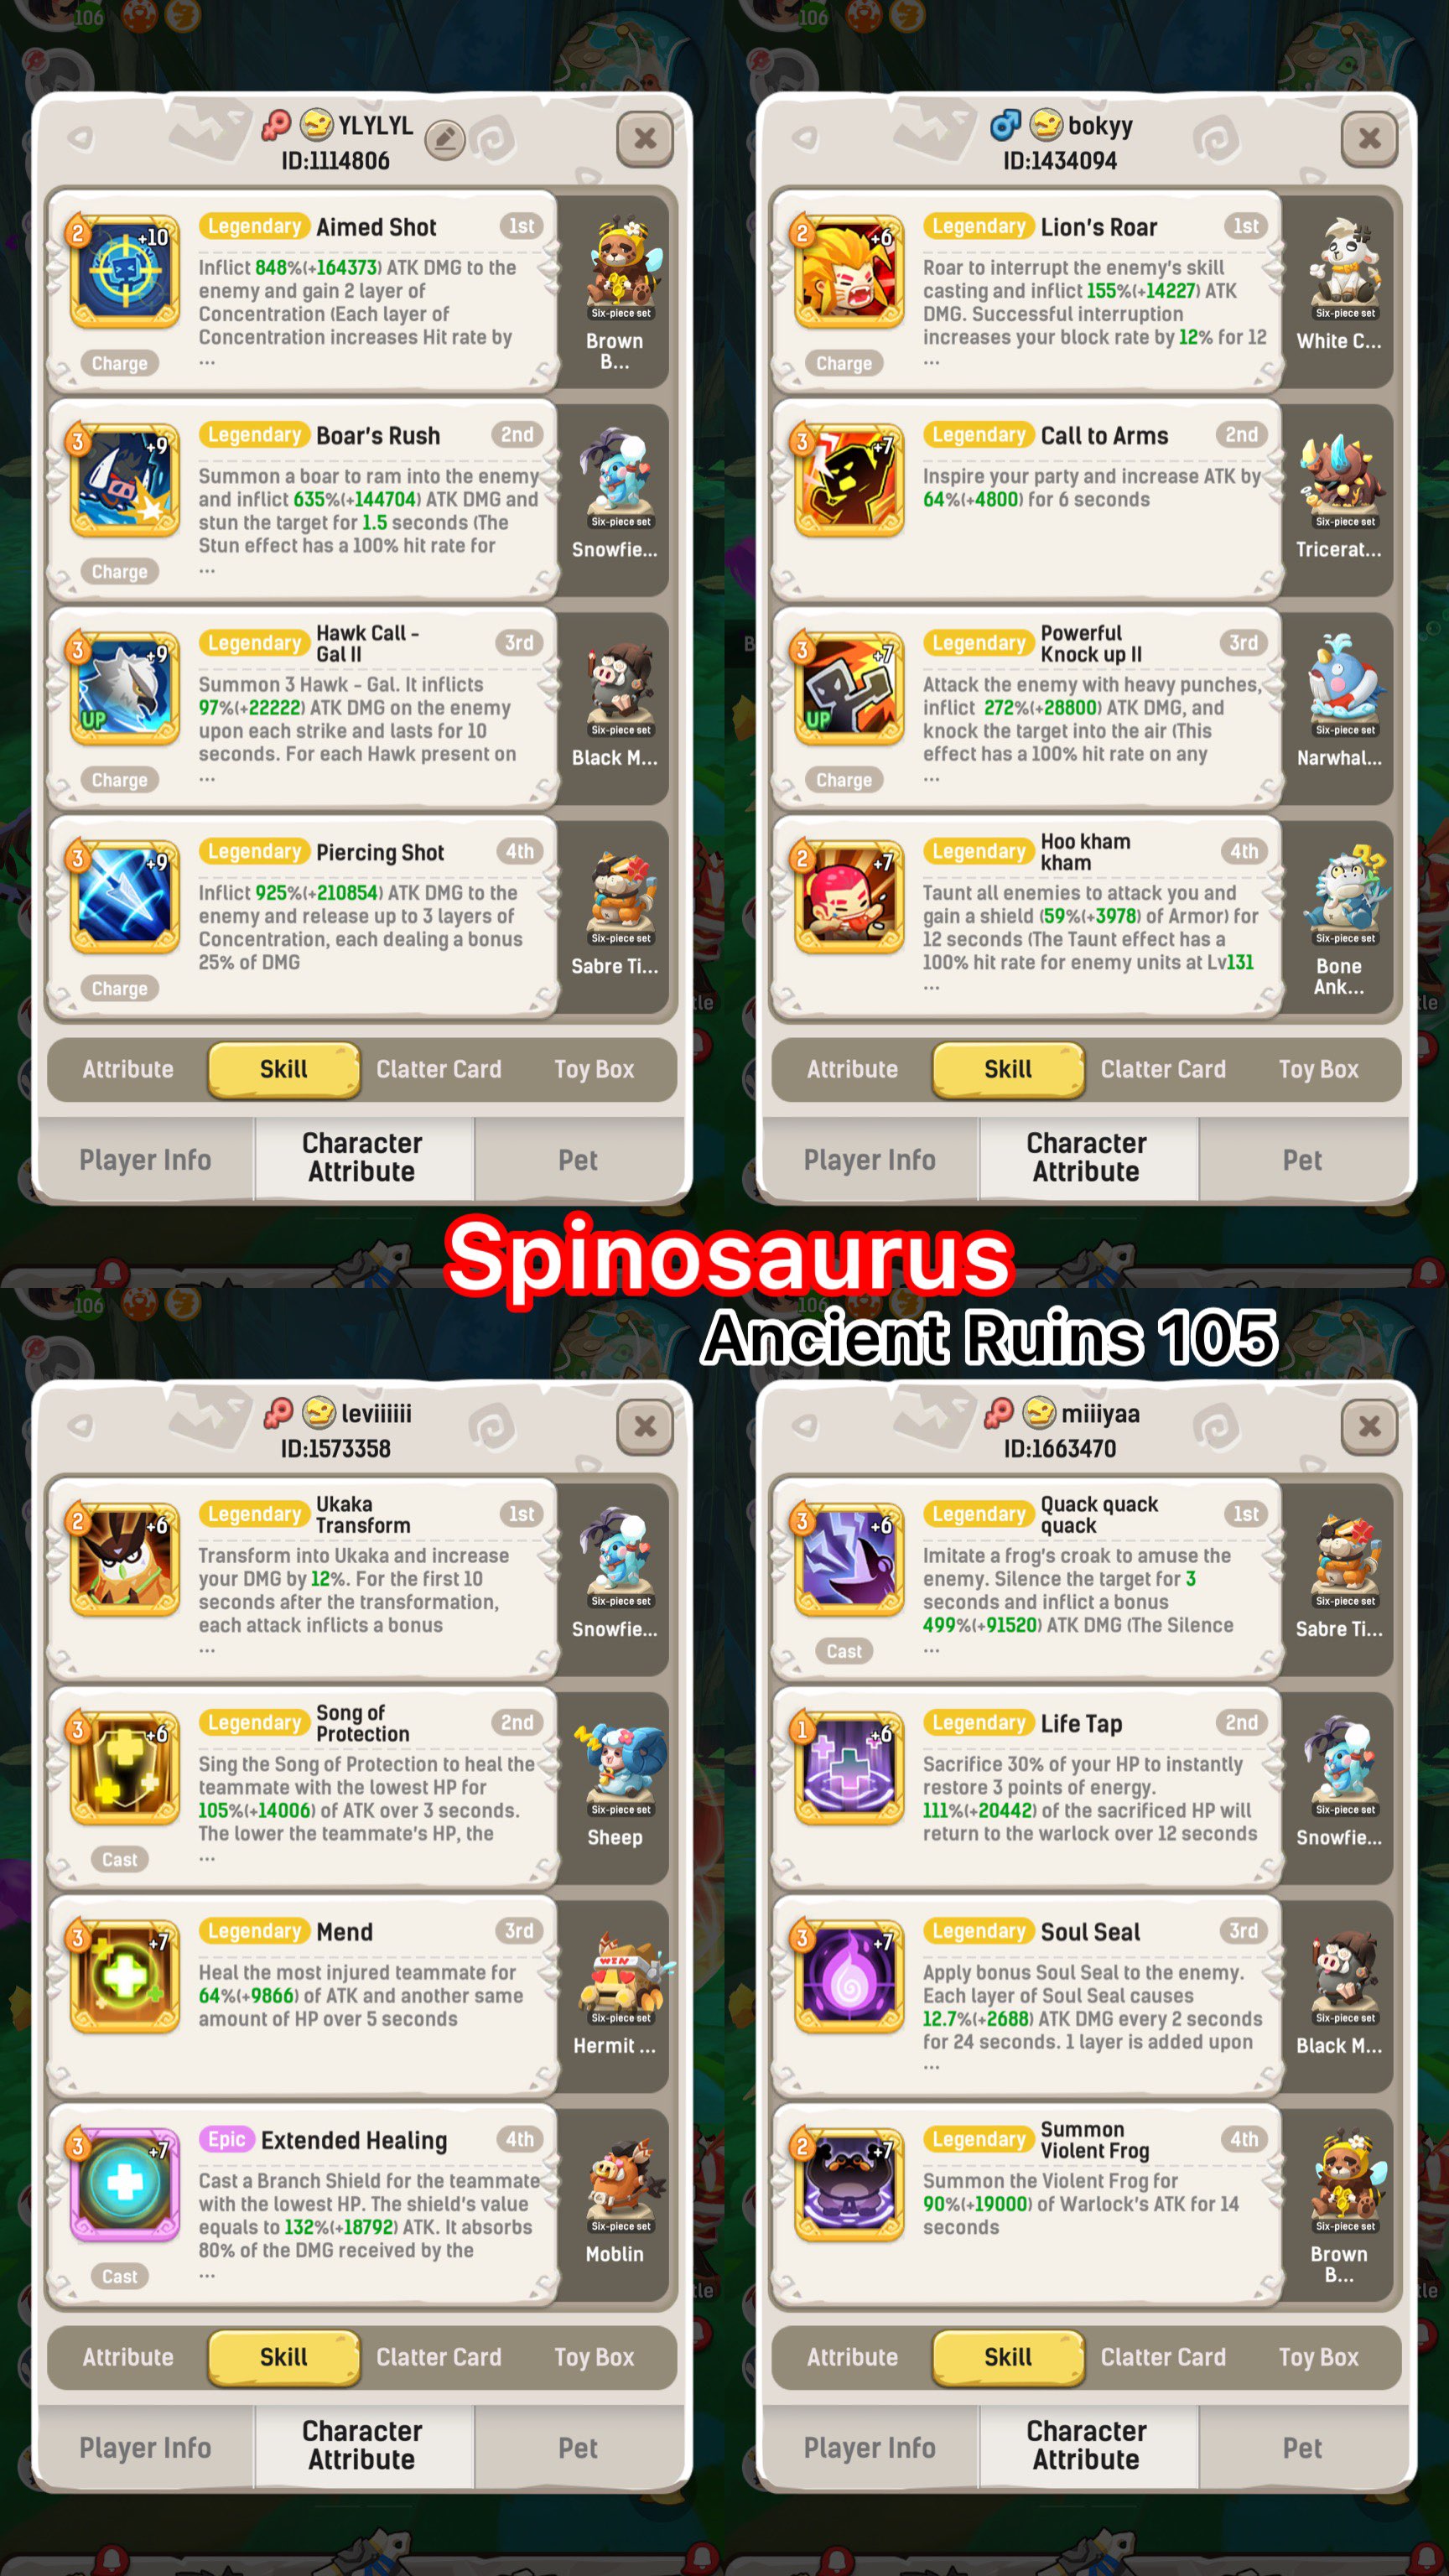 106
106
YLYLYL
ID:1114806
2
+10
Legendary Aimed Shot 1st
Inflict 848%(+164373) ATK DMG to the
enemy and gain 2 layer of
Concentration (Each layer of
Concentration increases Hit rate by
...
Charge
Six-piece set
Brown
B...
3
+9
Legendary Boar's Rush 2nd
Summon a boar to ram into the enemy
and inflict 635%(+144704) ATK DMG and
stun the target for 1.5 seconds (The
Stun effect has a 100% hit rate for
...
Charge
Six-piece set
Snowfie...
3
+9
UP
Legendary Hawk Call -
Gal II
3rd
Summon 3 Hawk - Gal. It inflicts
97%(+22222) ATK DMG on the enemy
upon each strike and lasts for 10
seconds. For each Hawk present on
...
Charge
Six-piece set
Black M...
3
+9
Legendary Piercing Shot 4th
Inflict 925%(+210854) ATK DMG to the
enemy and release up to 3 layers of
Concentration, each dealing a bonus
25% of DMG
Charge
Six-piece set
Sabre Ti...
Attribute Skill Clatter Card Toy Box
Player Info Character
Attribute Pet
bokyy
ID:1434094
2
+6
Legendary Lion's Roar 1st
Roar to interrupt the enemy's skill
casting and inflict 155%(+14227) ATK
DMG. Successful interruption
increases your block rate by 12% for 12
...
Charge
Six-piece set
White C...
3
+7
Legendary Call to Arms 2nd
Inspire your party and increase ATK by
64%(+4800) for 6 seconds
Six-piece set
Tricerat...
3
+7
UP
Legendary Powerful
Knock up II
3rd
Attack the enemy with heavy punches,
inflict 272%(+28800) ATK DMG, and
knock the target into the air (This
effect has a 100% hit rate on any
...
Charge
Six-piece set
Narwhal...
2
+7
Legendary Hoo kham
kham
4th
Taunt all enemies to attack you and
gain a shield (59%(+3978) of Armor) for
12 seconds (The Taunt effect has a
100% hit rate for enemy units at Lv131
...
Six-piece set
Bone
Ank...
Attribute Skill Clatter Card Toy Box
Player Info Character
Attribute Pet
Spinosaurus
Ancient Ruins 105
106
106
leviiiiii
ID:1573358
2
+6
Legendary Ukaka
Transform
1st
Transform into Ukaka and increase
your DMG by 12%. For the first 10
seconds after the transformation,
each attack inflicts a bonus
...
Six-piece set
Snowfie...
3
+6
Legendary Song of
Protection
2nd
Sing the Song of Protection to heal the
teammate with the lowest HP for
105%(+14006) of ATK over 3 seconds.
The lower the teammate's HP, the
...
Cast
Six-piece set
Sheep
3
+7
Legendary Mend 3rd
Heal the most injured teammate for
64%(+9866) of ATK and another same
amount of HP over 5 seconds
Six-piece set
Hermit ...
3
+7
Epic Extended Healing 4th
Cast a Branch Shield for the teammate
with the lowest HP. The shield's value
equals to 132%(+18792) ATK. It absorbs
80% of the DMG received by the
...
Cast
Six-piece set
Moblin
Attribute Skill Clatter Card Toy Box
Player Info Character
Attribute Pet
miiiyaa
ID:1663470
3
+6
Legendary Quack quack
quack
1st
Imitate a frog's croak to amuse the
enemy. Silence the target for 3
seconds and inflict a bonus
499%(+91520) ATK DMG (The Silence
...
Cast
Six-piece set
Sabre Ti...
1
+6
Legendary Life Tap 2nd
Sacrifice 30% of your HP to instantly
restore 3 points of energy.
111%(+20442) of the sacrificed HP will
return to the warlock over 12 seconds
Six-piece set
Snowfie...
3
+7
Legendary Soul Seal 3rd
Apply bonus Soul Seal to the enemy.
Each layer of Soul Seal causes
12.7%(+2688) ATK DMG every 2 seconds
for 24 seconds. 1 layer is added upon
...
Six-piece set
Black M...
2
+7
Legendary Summon
Violent Frog
4th
Summon the Violent Frog for
90%(+19000) of Warlock's ATK for 14
seconds
Six-piece set
Brown
B...
Attribute Skill Clatter Card Toy Box
Player Info Character
Attribute Pet